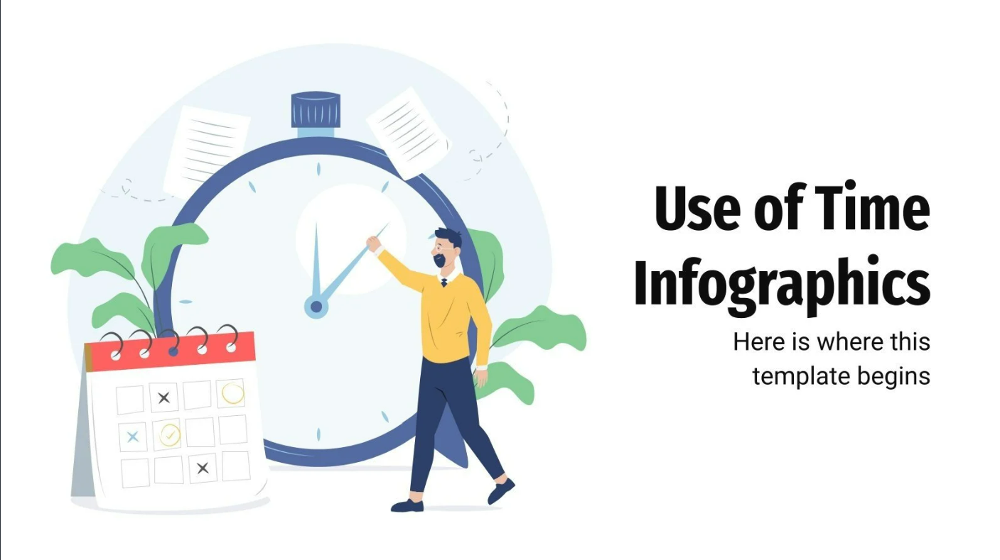 Use of Time
Infographics
Here is where this
template begins